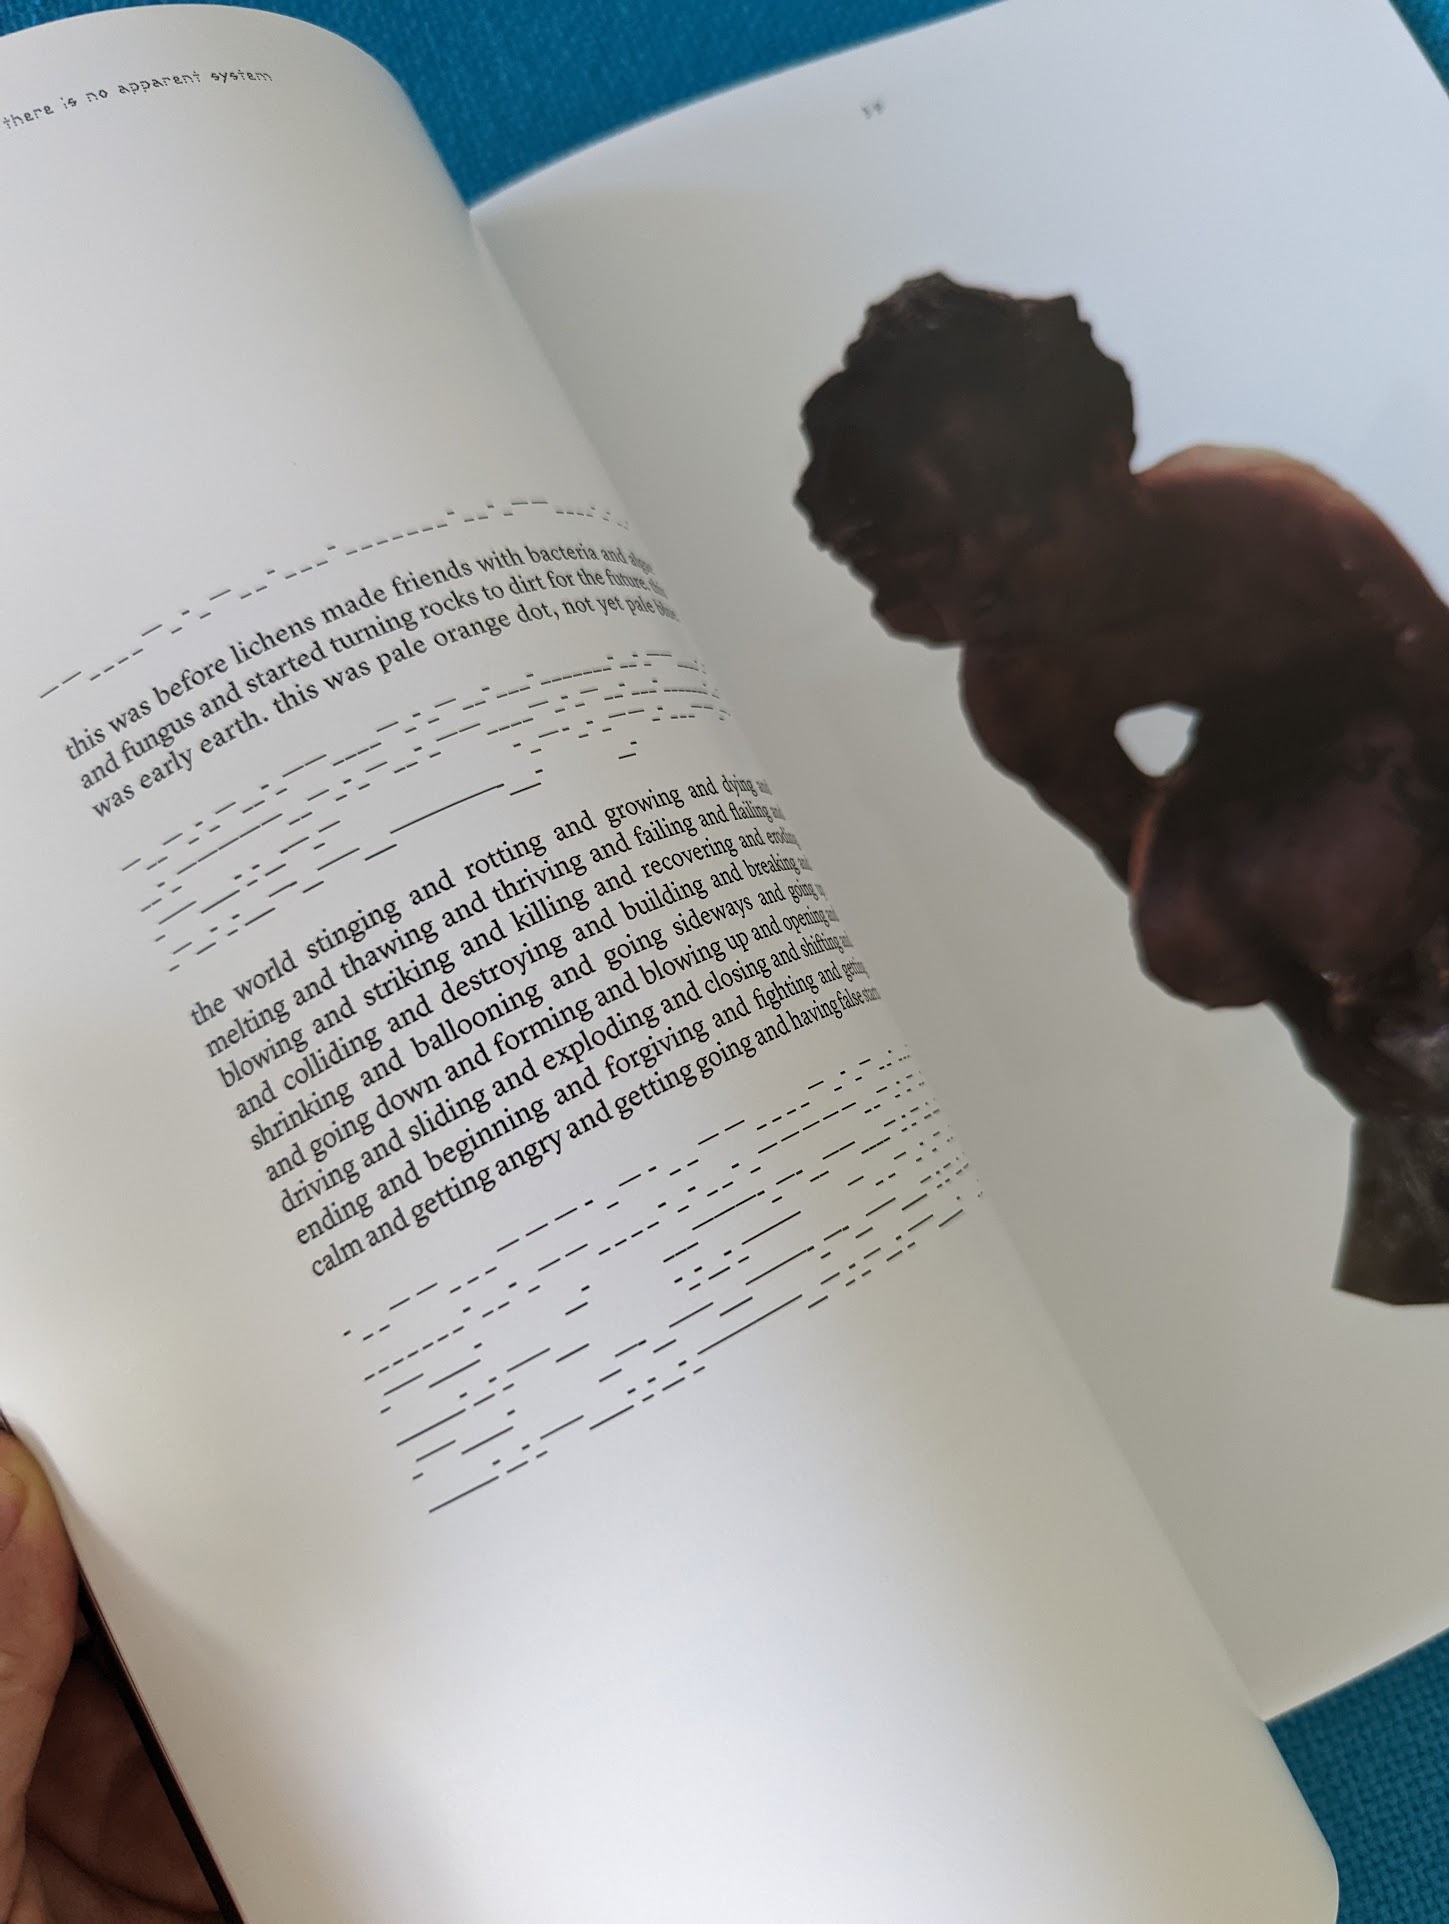 there is no apparent system
this was before lichens made friends with bacteria and algae
and fungus and started turning rocks to dirt for the future. this
was early earth. this was pale orange dot, not yet pale blue
the world stinging and rotting and growing and dying and
melting and thawing and thriving and failing and flailing and
blowing and striking and killing and recovering and eroding
and colliding and destroying and building and breaking and
shrinking and ballooning and going sideways and going up
and going down and forming and blowing up and opening and
driving and sliding and exploding and closing and shifting and
ending and beginning and forgiving and fighting and getting
calm and getting angry and getting going and having false starts